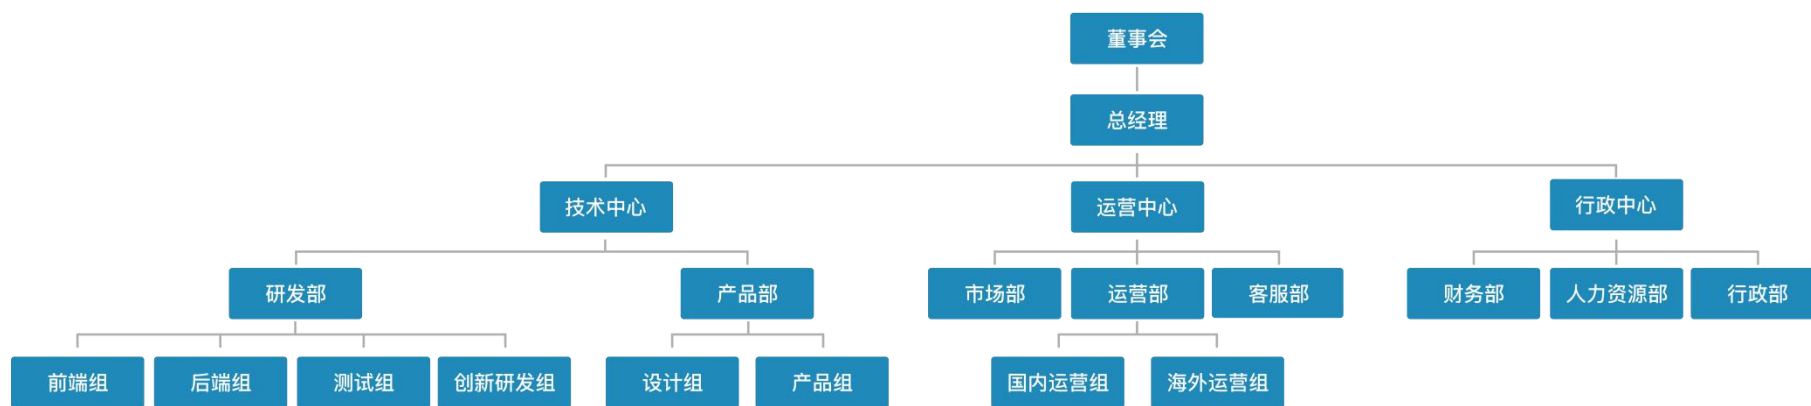 董事会
总经理
技术中心
运营中心
行政中心
研发部
产品部
市场部
运营部
客服部
财务部
人力资源部
行政部
前端组
后端组
测试组
创新研发组
设计组
产品组
国内运营组
海外运营组